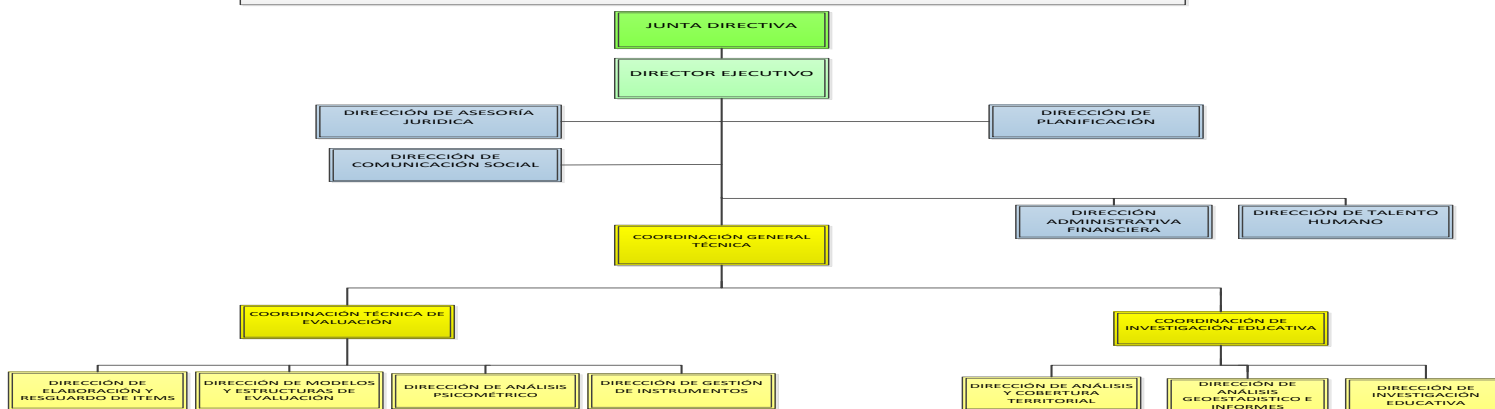 JUNTA DIRECTIVA
DIRECTOR EJECUTIVO
DIRECCIÓN DE ASESORÍA
JURIDICA
DIRECCIÓN DE
PLANIFICACIÓN
DIRECCIÓN DE
COMUNICACIÓN SOCIAL
DIRECCIÓN
ADMINISTRATIVA
FINANCIERA
DIRECCIÓN DE TALENTO
HUMANO
COORDINACIÓN GENERAL
TÉCNICA
COORDINACIÓN TÉCNICA DE
EVALUACIÓN
COORDINACIÓN DE
INVESTIGACIÓN EDUCATIVA
DIRECCIÓN DE
ELABORACIÓN Y
RESGUARDO DE ITEMS
DIRECCIÓN DE MODELOS
Y ESTRUCTURAS DE
EVALUACIÓN
DIRECCIÓN DE ANÁLISIS
PSICOMÉTRICO
DIRECCIÓN DE GESTIÓN
DE INSTRUMENTOS
DIRECCIÓN DE ANÁLISIS
Y COBERTURA
TERRITORIAL
DIRECCIÓN DE
ANÁLISIS
GEOESTADISTICO E
INFORMES
DIRECCIÓN DE
INVESTIGACIÓN
EDUCATIVA